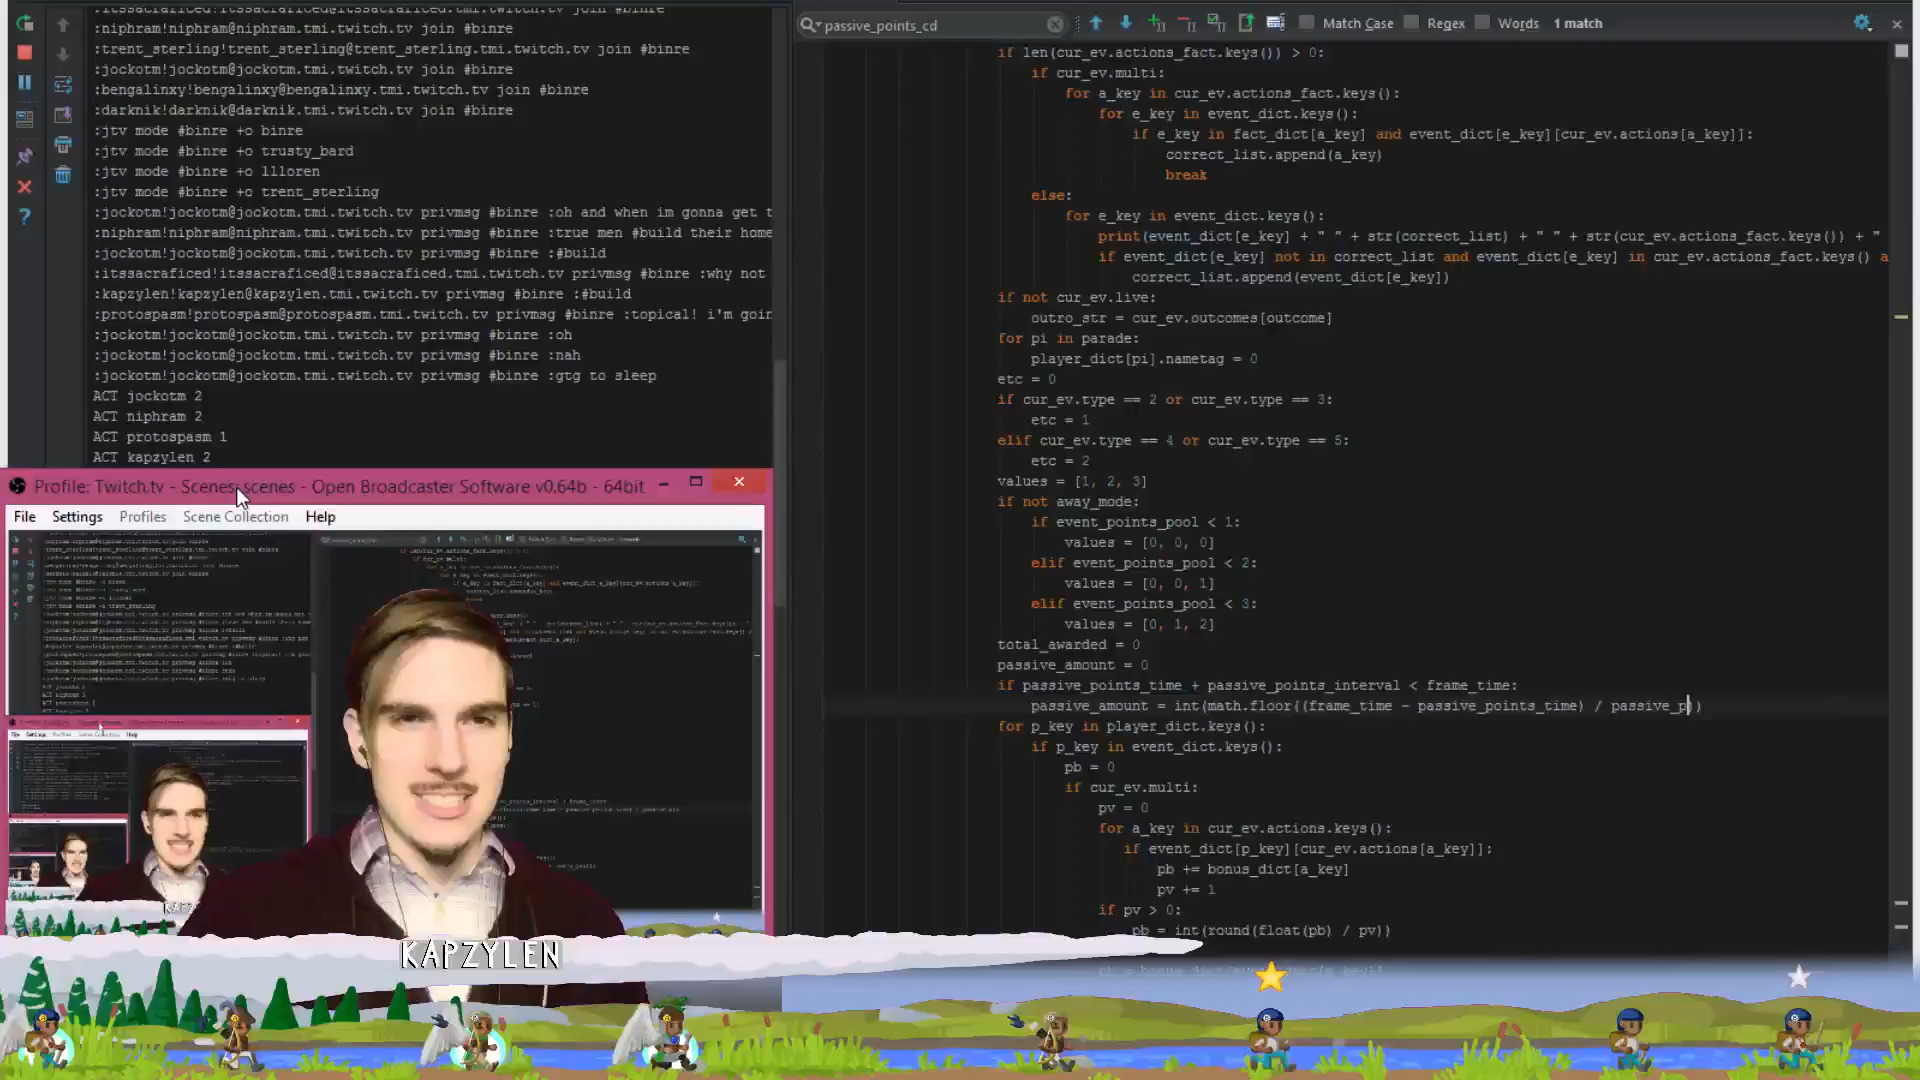 :itssacraficed!itssacraficed@itssacraficed.tmi.twitch.tv join #binre
:niphram!niphram@niphram.tmi.twitch.tv join #binre
:trent_sterling!trent_sterling@trent_sterling.tmi.twitch.tv join #binre
:jockotm!jockotm@jockotm.tmi.twitch.tv join #binre
:bengalinxy!bengalinxy@bengalinxy.tmi.twitch.tv join #binre
:darknik!darknik@darknik.tmi.twitch.tv join #binre
:jtv mode #binre +o binre
:jtv mode #binre +o trusty_bard
:jtv mode #binre +o llloren
:jtv mode #binre +o trent_sterling
:jockotm!jockotm@jockotm.tmi.twitch.tv privmsg #binre :oh and when im gonna get t
:niphram!niphram@niphram.tmi.twitch.tv privmsg #binre :true men #build their home
:jockotm!jockotm@jockotm.tmi.twitch.tv privmsg #binre :#build
:itssacraficed!itssacraficed@itssacraficed.tmi.twitch.tv privmsg #binre :why not
:kapzylen!kapzylen@kapzylen.tmi.twitch.tv privmsg #binre :#build
:protospasm!protospasm@protospasm.tmi.twitch.tv privmsg #binre :topical! i'm goin
:jockotm!jockotm@jockotm.tmi.twitch.tv privmsg #binre :oh
:jockotm!jockotm@jockotm.tmi.twitch.tv privmsg #binre :nah
:jockotm!jockotm@jockotm.tmi.twitch.tv privmsg #binre :gtg to sleep
ACT jockotm 2
ACT niphram 2
ACT protospasm 1
ACT kapzylen 2
Profile: Twitch.tv - Scenes: scenes - Open Broadcaster Software v0.64b - 64bit
File Settings Profiles Scene Collection Help
KAPZYLEN
passive_points_cd Match Case Regex Words 1 match
if len(cur_ev.actions_fact.keys()) > 0:
if cur_ev.multi:
for a_key in cur_ev.actions_fact.keys():
for e_key in event_dict.keys():
if e_key in fact_dict[a_key] and event_dict[e_key][cur_ev.actions[a_key]]:
correct_list.append(a_key)
break
else:
for e_key in event_dict.keys():
print(event_dict[e_key] + " " + str(correct_list) + " " + str(cur_ev.actions_fact.keys()) + "
if event_dict[e_key] not in correct_list and event_dict[e_key] in cur_ev.actions_fact.keys() a
correct_list.append(event_dict[e_key])
if not cur_ev.live:
outro_str = cur_ev.outcomes[outcome]
for pi in parade:
player_dict[pi].nametag = 0
etc = 0
if cur_ev.type == 2 or cur_ev.type == 3:
etc = 1
elif cur_ev.type == 4 or cur_ev.type == 5:
etc = 2
values = [1, 2, 3]
if not away_mode:
if event_points_pool < 1:
values = [0, 0, 0]
elif event_points_pool < 2:
values = [0, 0, 1]
elif event_points_pool < 3:
values = [0, 1, 2]
total_awarded = 0
passive_amount = 0
if passive_points_time + passive_points_interval < frame_time:
passive_amount = int(math.floor((frame_time - passive_points_time) / passive_p))
for p_key in player_dict.keys():
if p_key in event_dict.keys():
pb = 0
if cur_ev.multi:
pv = 0
for a_key in cur_ev.actions.keys():
if event_dict[p_key][cur_ev.actions[a_key]]:
pb += bonus_dict[a_key]
pv += 1
if pv > 0:
pb = int(round(float(pb) / pv))